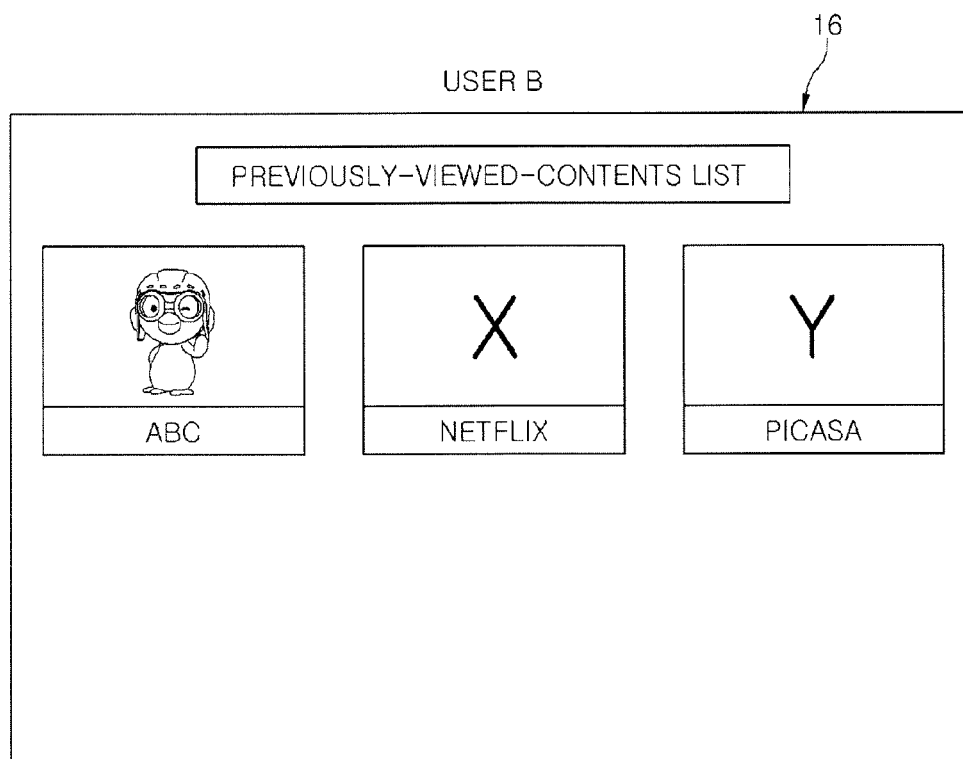 16
USER B
PREVIOUSLY-VIEWED-CONTENTS LIST
X
Y
ABC
NETFLIX
PICASA